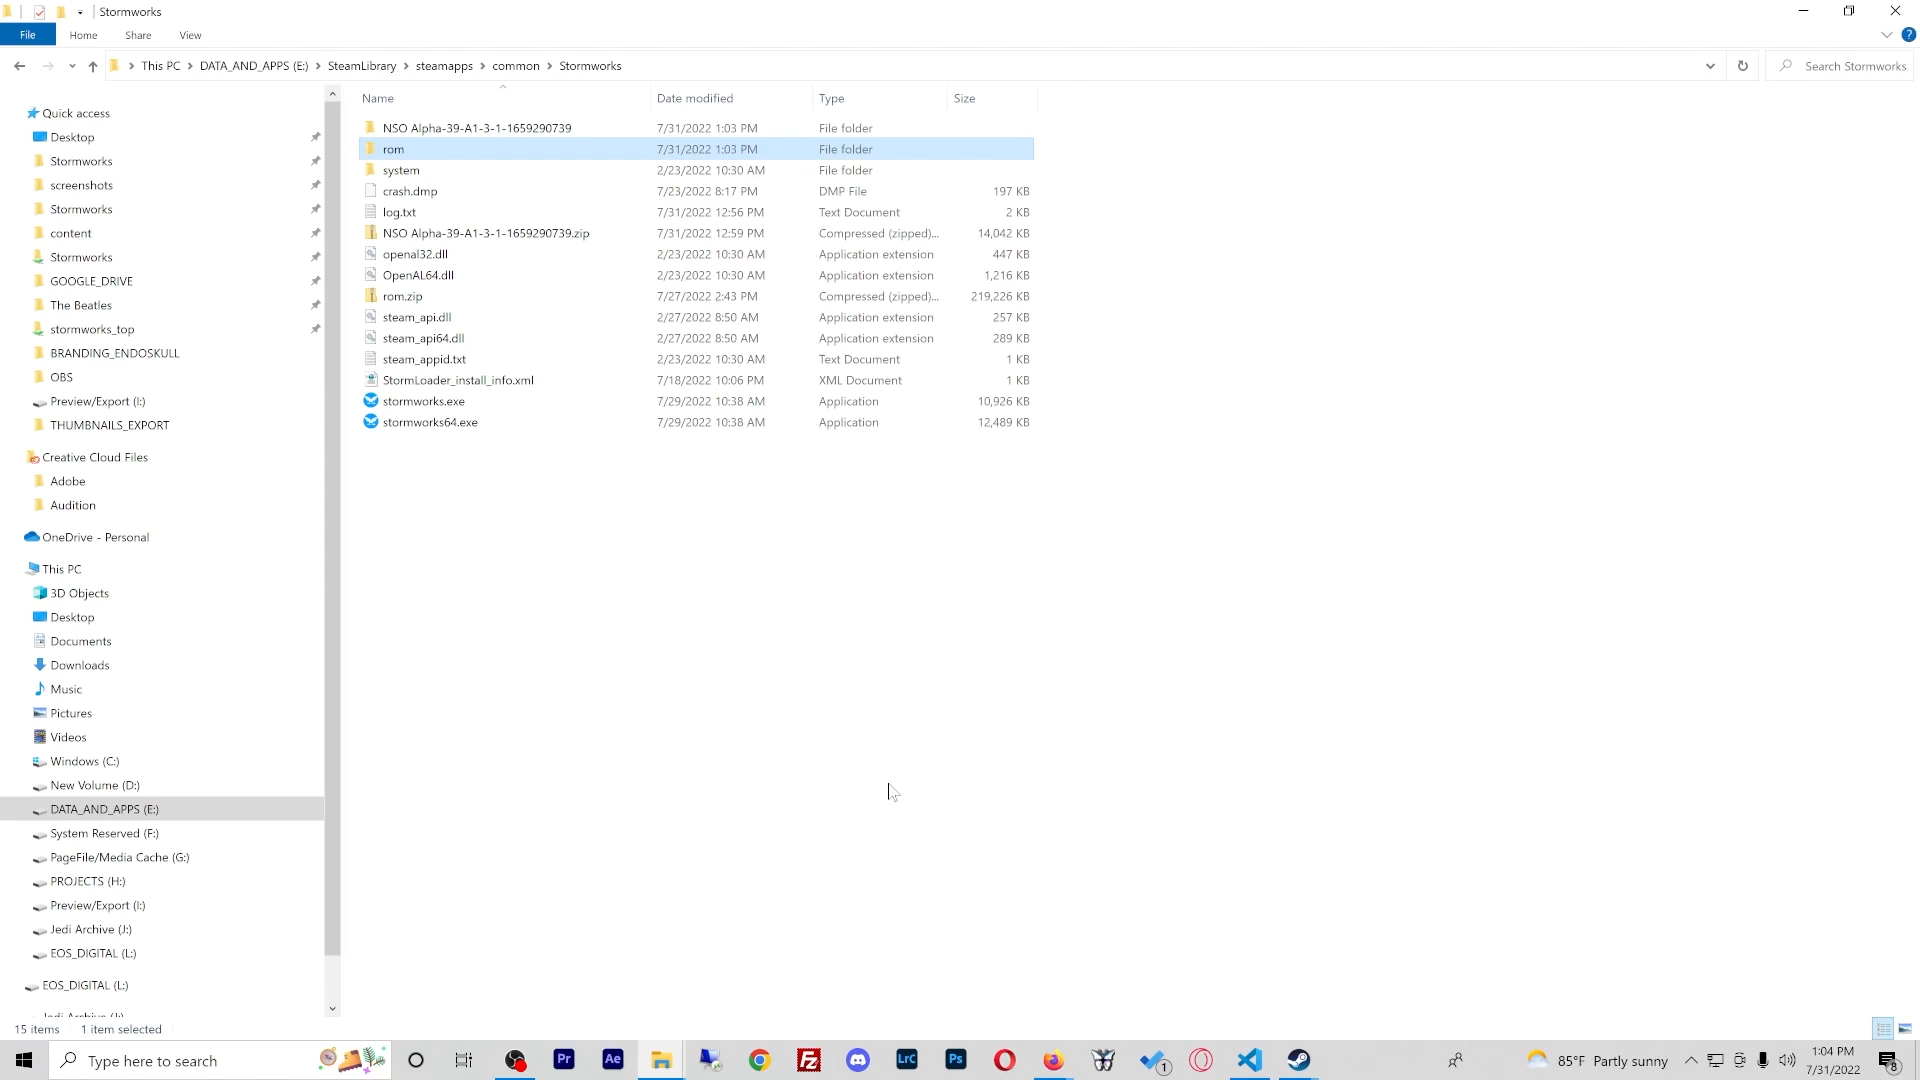 Stormworks
File Home Share View
This PC > DATA_AND_APPS (E:) > SteamLibrary > steamapps > common > Stormworks
Search Stormworks
Name Date modified Type Size
NSO Alpha-39-A1-3-1-1659290739 7/31/2022 1:03 PM File folder
rom 7/31/2022 1:03 PM File folder
system 2/23/2022 10:30 AM File folder
crash.dmp 7/23/2022 8:17 PM DMP File 197 KB
log.txt 7/31/2022 12:56 PM Text Document 2 KB
NSO Alpha-39-A1-3-1-1659290739.zip 7/31/2022 12:59 PM Compressed (zipped)... 14,042 KB
openal32.dll 2/23/2022 10:30 AM Application extension 447 KB
OpenAL64.dll 2/23/2022 10:30 AM Application extension 1,216 KB
rom.zip 7/27/2022 2:43 PM Compressed (zipped)... 219,226 KB
steam_api.dll 2/27/2022 8:50 AM Application extension 257 KB
steam_api64.dll 2/27/2022 8:50 AM Application extension 289 KB
steam_appid.txt 2/23/2022 10:30 AM Text Document 1 KB
StormLoader_install_info.xml 7/18/2022 10:06 PM XML Document 1 KB
stormworks.exe 7/29/2022 10:38 AM Application 10,926 KB
stormworks64.exe 7/29/2022 10:38 AM Application 12,489 KB
Quick access
Desktop
Stormworks
screenshots
Stormworks
content
Stormworks
GOOGLE_DRIVE
The Beatles
stormworks_top
BRANDING_ENDOSKULL
OBS
Preview/Export (I:)
THUMBNAILS_EXPORT
Creative Cloud Files
Adobe
Audition
OneDrive - Personal
This PC
3D Objects
Desktop
Documents
Downloads
Music
Pictures
Videos
Windows (C:)
New Volume (D:)
DATA_AND_APPS (E:)
System Reserved (F:)
PageFile/Media Cache (G:)
PROJECTS (H:)
Preview/Export (I:)
Jedi Archive (J:)
EOS_DIGITAL (L:)
EOS_DIGITAL (L:)
15 items 1 item selected
Type here to search
Pr Ae LrC Ps
1
85°F Partly sunny
1:04 PM
7/31/2022
8